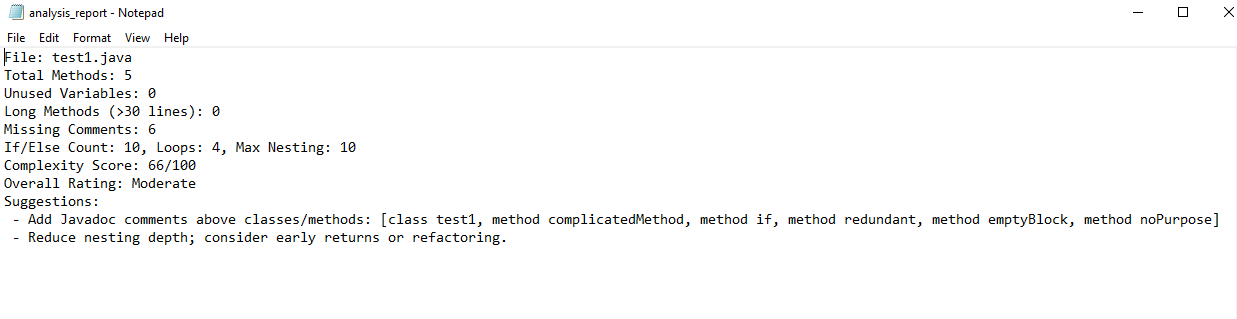 analysis_report - Notepad
File Edit Format View Help
File: test1.java
Total Methods: 5
Unused Variables: 0
Long Methods (>30 lines): 0
Missing Comments: 6
If/Else Count: 10, Loops: 4, Max Nesting: 10
Complexity Score: 66/100
Overall Rating: Moderate
Suggestions:
 - Add Javadoc comments above classes/methods: [class test1, method complicatedMethod, method if, method redundant, method emptyBlock, method noPurpose]
 - Reduce nesting depth; consider early returns or refactoring.